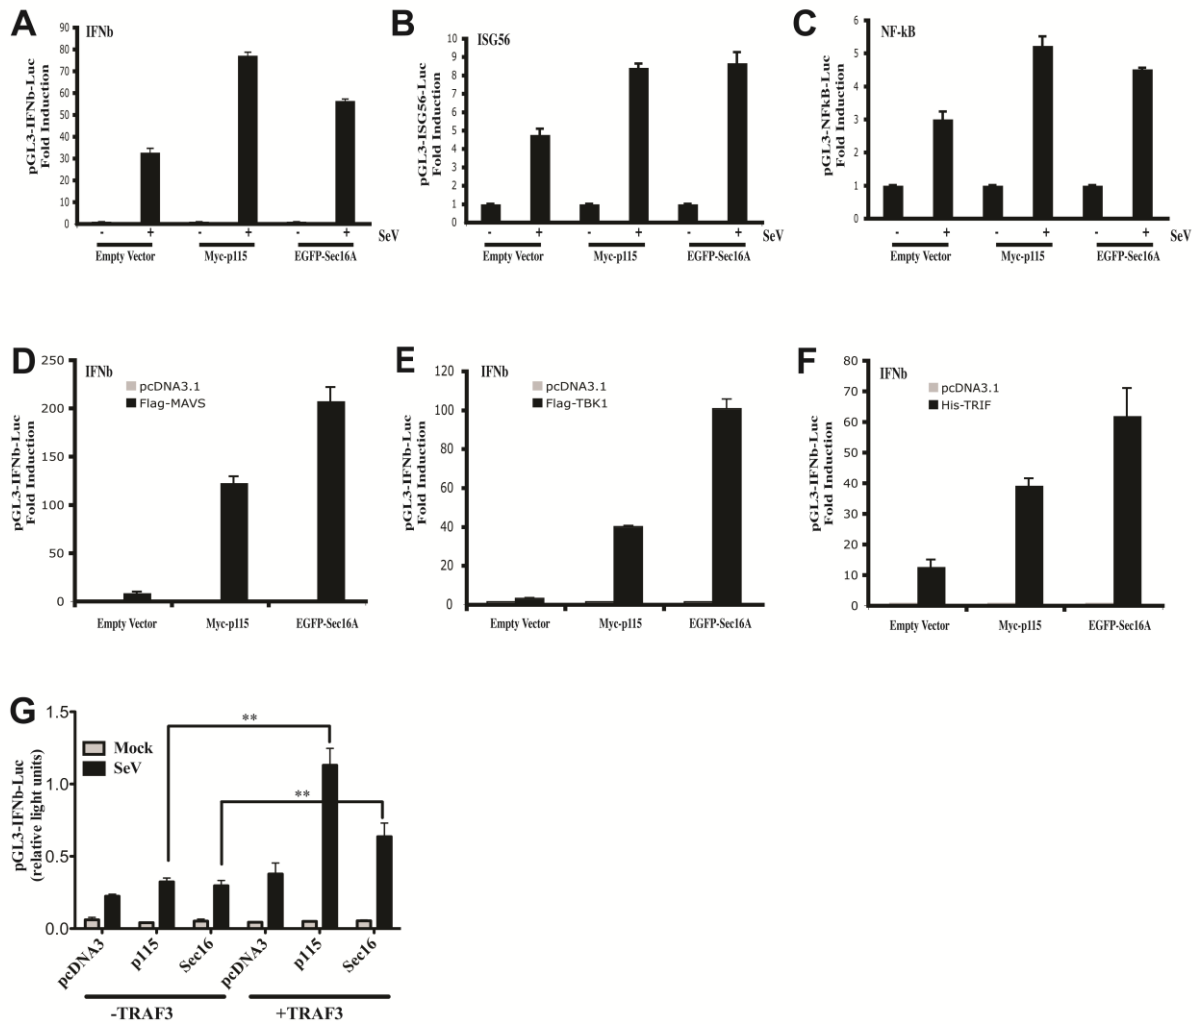 A
IFNb
pGL3-IFNb-Luc
Fold Induction
90
80
70
60
50
40
30
20
10
0
- + - + - + SeV
Empty Vector Myc-p115 EGFP-Sec16A
B
ISG56
pGL3-ISG56-Luc
Fold Induction
10
9
8
7
6
5
4
3
2
1
0
- + - + - + SeV
Empty Vector Myc-p115 EGFP-Sec16A
C
NF-kB
pGL3-NFkB-Luc
Fold Induction
6
5
4
3
2
1
0
- + - + - + SeV
Empty Vector Myc-p115 EGFP-Sec16A
D
IFNb
pcDNA3.1
Flag-MAVS
pGL3-IFNb-Luc
Fold Induction
250
200
150
100
50
0
Empty Vector Myc-p115 EGFP-Sec16A
E
IFNb
pcDNA3.1
Flag-TBK1
pGL3-IFNb-Luc
Fold Induction
120
100
80
60
40
20
0
Empty Vector Myc-p115 EGFP-Sec16A
F
IFNb
pcDNA3.1
His-TRIF
pGL3-IFNb-Luc
Fold Induction
80
70
60
50
40
30
20
10
0
Empty Vector Myc-p115 EGFP-Sec16A
G
Mock
SeV
pGL3-IFNb-Luc
(relative light units)
1.5
1.0
0.5
0.0
**
**
pcDNA3 p115 Sec16 pcDNA3 p115 Sec16
-TRAF3 +TRAF3